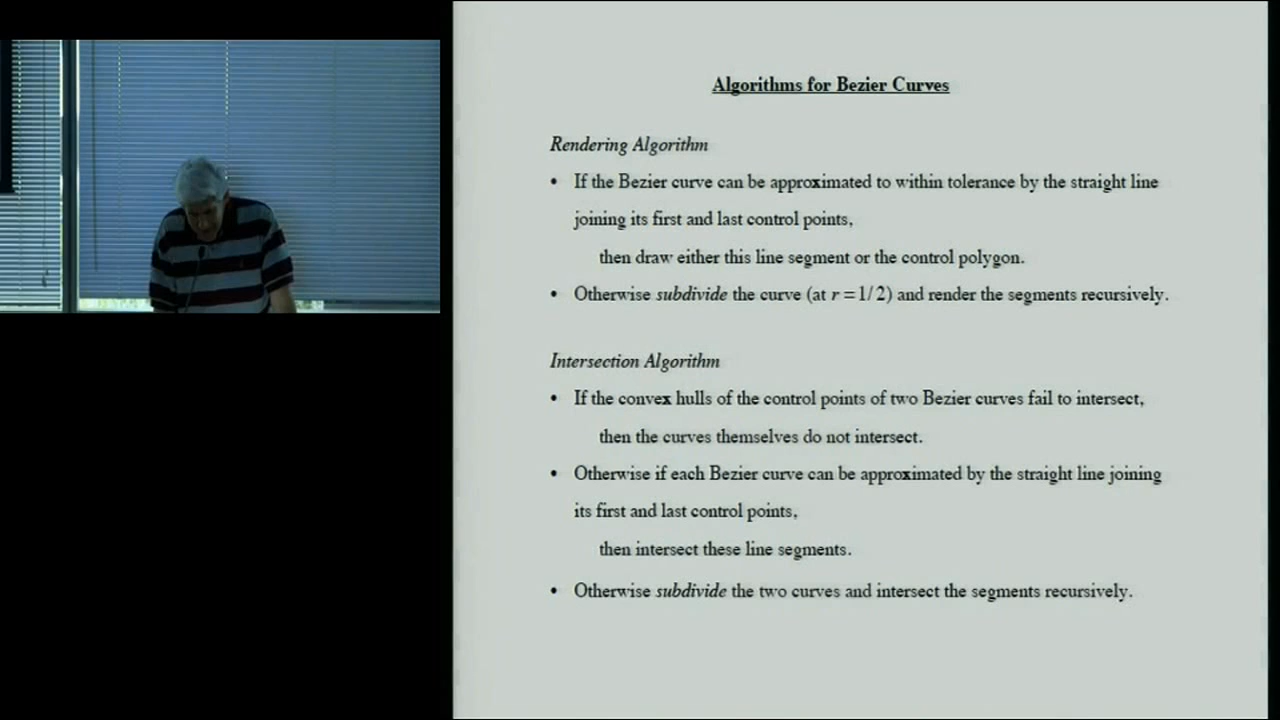 Algorithms for Bezier Curves
Rendering Algorithm
• If the Bezier curve can be approximated to within tolerance by the straight line
joining its first and last control points,
then draw either this line segment or the control polygon.
• Otherwise subdivide the curve (at r = 1/2) and render the segments recursively.
Intersection Algorithm
• If the convex hulls of the control points of two Bezier curves fail to intersect,
then the curves themselves do not intersect.
• Otherwise if each Bezier curve can be approximated by the straight line joining
its first and last control points,
then intersect these line segments.
• Otherwise subdivide the two curves and intersect the segments recursively.